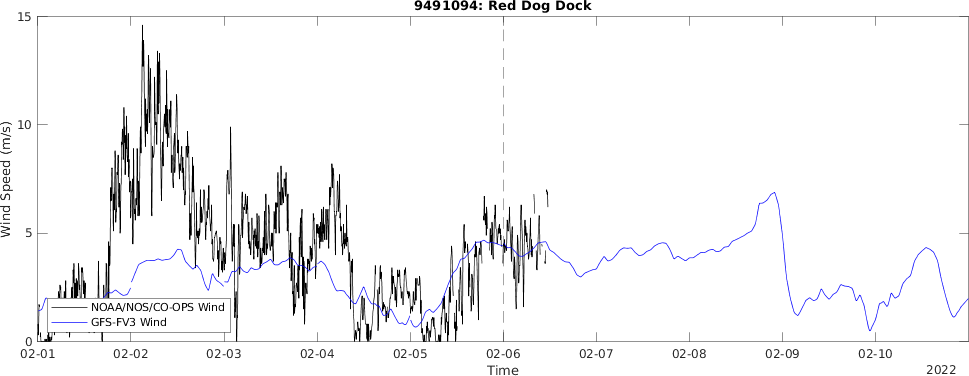 9491094: Red Dog Dock
15
10
5
0
Wind Speed (m/s)
NOAA/NOS/CO-OPS Wind
GFS-FV3 Wind
02-01 02-02 02-03 02-04 02-05 02-06 02-07 02-08 02-09 02-10
Time
2022